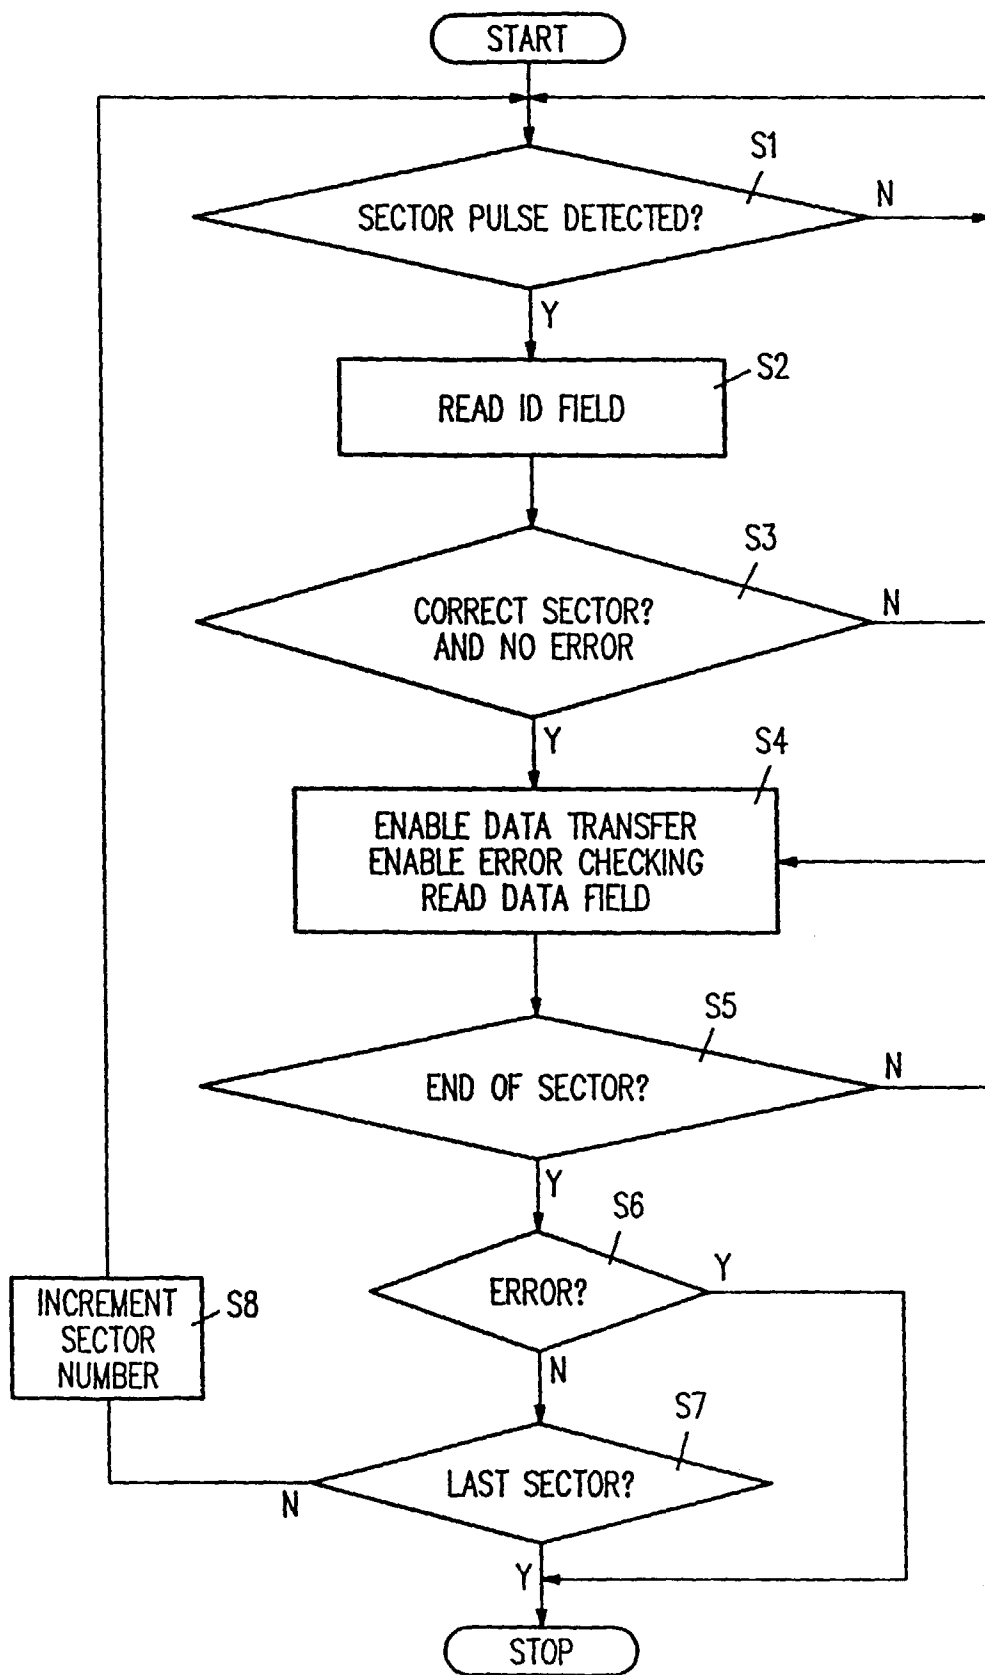 START
S1
SECTOR PULSE DETECTED?
N
Y
S2
READ ID FIELD
S3
CORRECT SECTOR?
AND NO ERROR
N
Y
S4
ENABLE DATA TRANSFER
ENABLE ERROR CHECKING
READ DATA FIELD
S5
END OF SECTOR?
N
Y
S6
ERROR?
Y
N
INCREMENT
SECTOR
NUMBER
S8
S7
LAST SECTOR?
N
Y
STOP